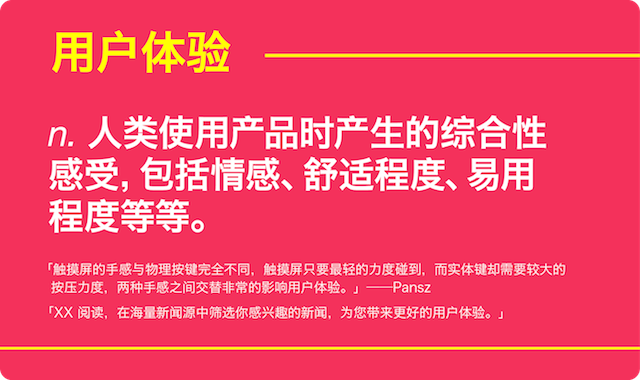 用户体验
n. 人类使用产品时产生的综合性
感受，包括情感、舒适程度、易用
程度等等。
「触摸屏的手感与物理按键完全不同，触摸屏只要最轻的力度碰到，而实体键却需要较大的
按压力度，两种手感之间交替非常的影响用户体验。」——Pansz
「XX 阅读，在海量新闻源中筛选你感兴趣的新闻，为您带来更好的用户体验。」